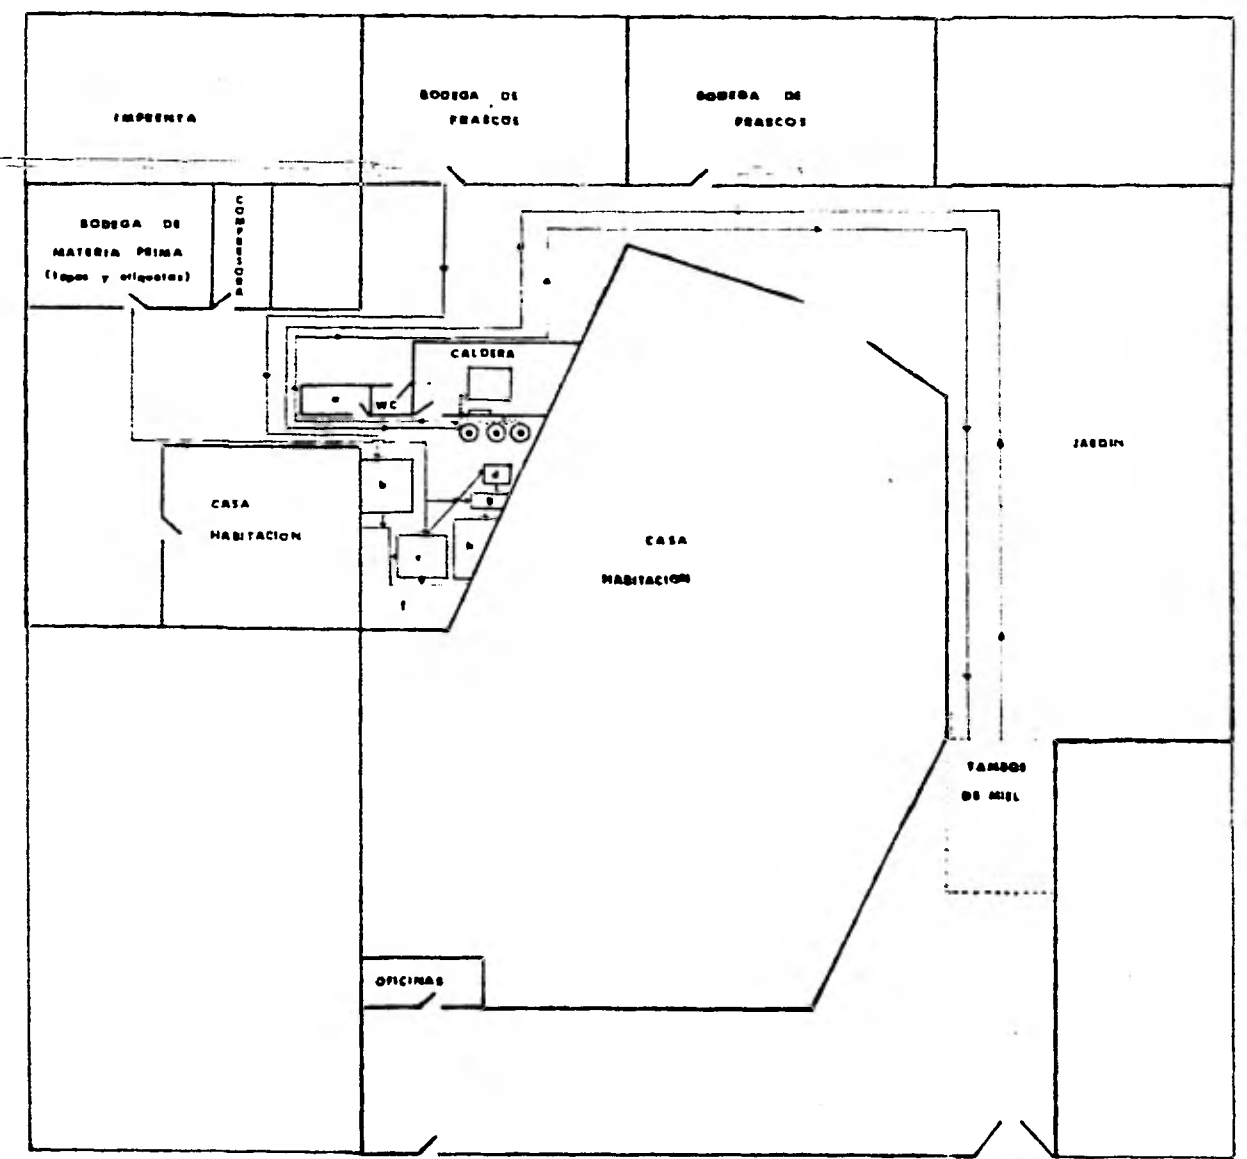 IMPRENTA
BODEGA DE
FRASCOS
BODEGA DE
FRASCOS
BODEGA DE
MATERIA PRIMA
(tapas y etiquetas)
COMPRESORA
CALDERA
a
WC
b
d
g
c
h
f
CASA
HABITACION
CASA
HABITACION
JARDIN
TAMBOS
DE MIEL
OFICINAS